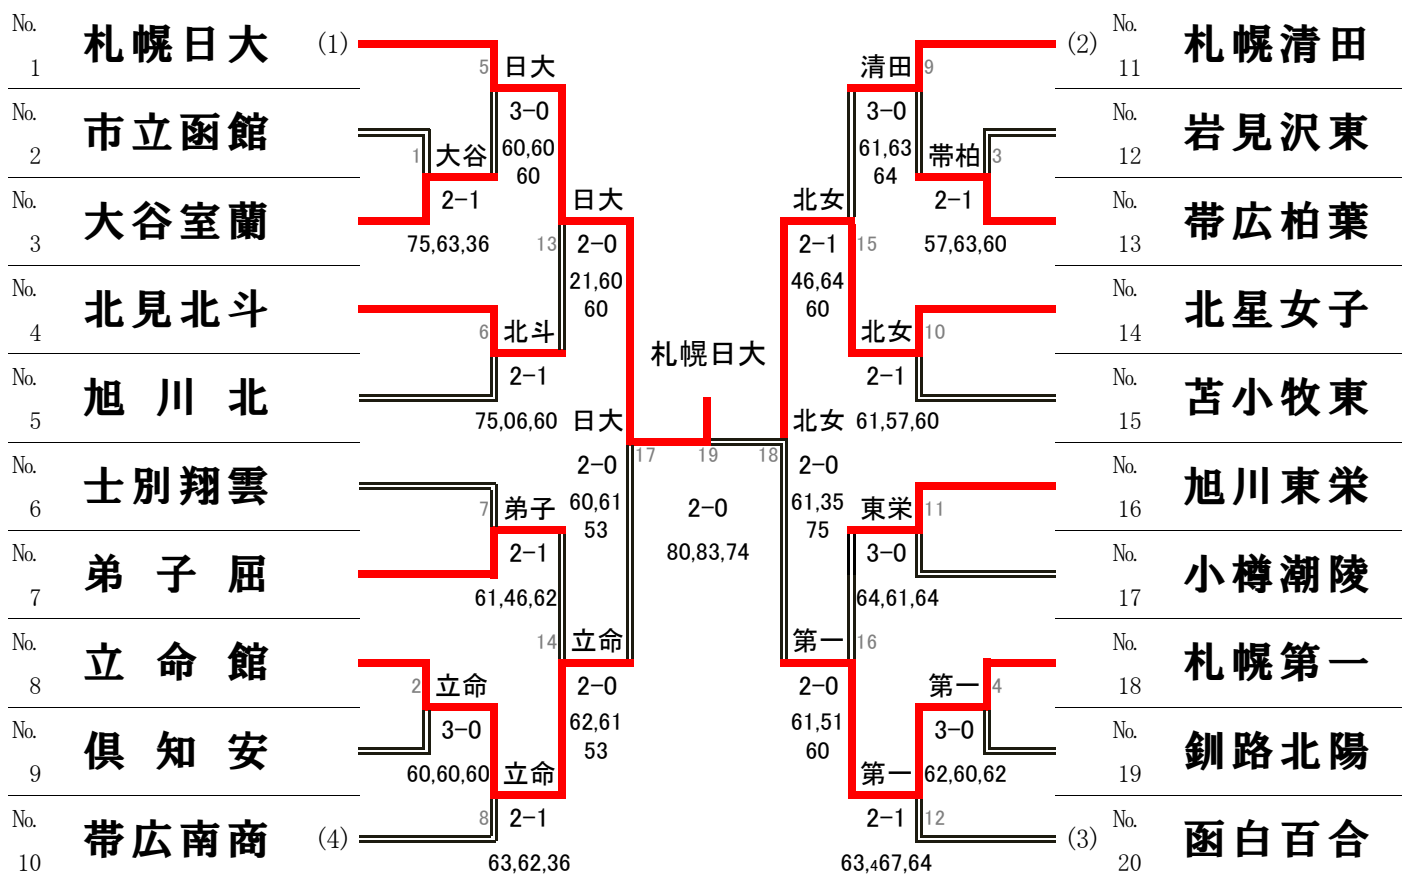 No. 1 札幌日大 (1)
No. 2 市立函館
No. 3 大谷室蘭
No. 4 北見北斗
No. 5 旭川北
No. 6 士別翔雲
No. 7 弟子屈
No. 8 立命館
No. 9 倶知安
No. 10 帯広南商 (4)
1 大谷
2-1
75,63,36
2 立命
3-0
60,60,60
5 日大
3-0
60,60
60
6 北斗
2-1
75,06,60
7 弟子
2-1
61,46,62
8 立命
2-1
63,62,36
13 日大
2-0
21,60
60
14 立命
2-0
62,61
53
日大 17
2-0
60,61
53
札幌日大
19
2-0
80,83,74
18 北女
2-0
61,35
75
北女 15
2-1
46,64
60
第一 16
2-0
61,51
60
清田 9
3-0
61,63
64
北女 10
2-1
61,57,60
東栄 11
3-0
64,61,64
第一 12
2-1
63,467,64
帯柏 3
2-1
57,63,60
第一 4
3-0
62,60,62
(2) No. 11 札幌清田
No. 12 岩見沢東
No. 13 帯広柏葉
No. 14 北星女子
No. 15 苫小牧東
No. 16 旭川東栄
No. 17 小樽潮陵
No. 18 札幌第一
No. 19 釧路北陽
(3) No. 20 函白百合